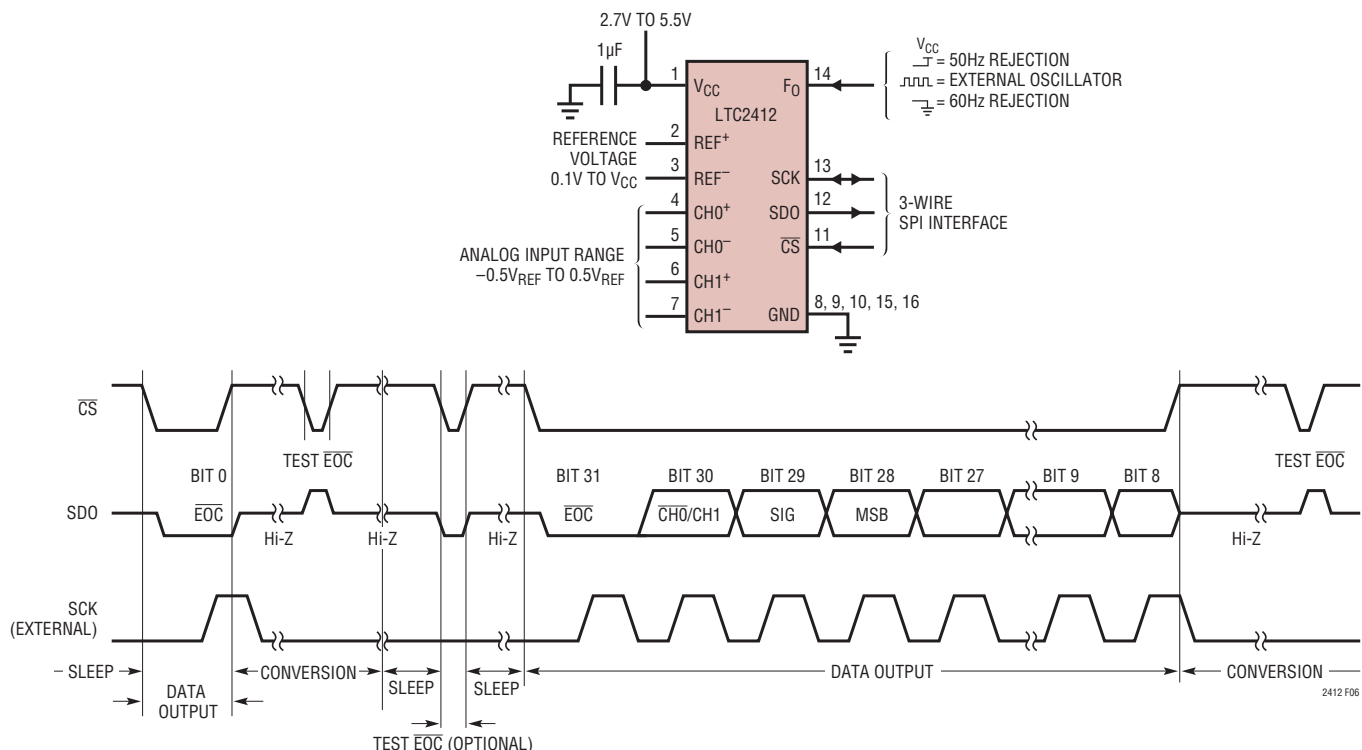 2.7V TO 5.5V
1µF
1
VCC
LTC2412
FO
14
VCC
= 50Hz REJECTION
= EXTERNAL OSCILLATOR
= 60Hz REJECTION
REFERENCE
VOLTAGE
0.1V TO VCC
2
REF+
3
REF−
ANALOG INPUT RANGE
−0.5VREF TO 0.5VREF
4
CH0+
5
CH0−
6
CH1+
7
CH1−
SCK
13
SDO
12
CS
11
3-WIRE
SPI INTERFACE
GND
8, 9, 10, 15, 16
CS
TEST EOC
TEST EOC
BIT 0
BIT 31
BIT 30
BIT 29
BIT 28
BIT 27
BIT 9
BIT 8
SDO
EOC
EOC
CH0/CH1
SIG
MSB
Hi-Z
Hi-Z
Hi-Z
Hi-Z
SCK
(EXTERNAL)
SLEEP
CONVERSION
SLEEP
SLEEP
DATA OUTPUT
CONVERSION
DATA
OUTPUT
TEST EOC (OPTIONAL)
2412 F06